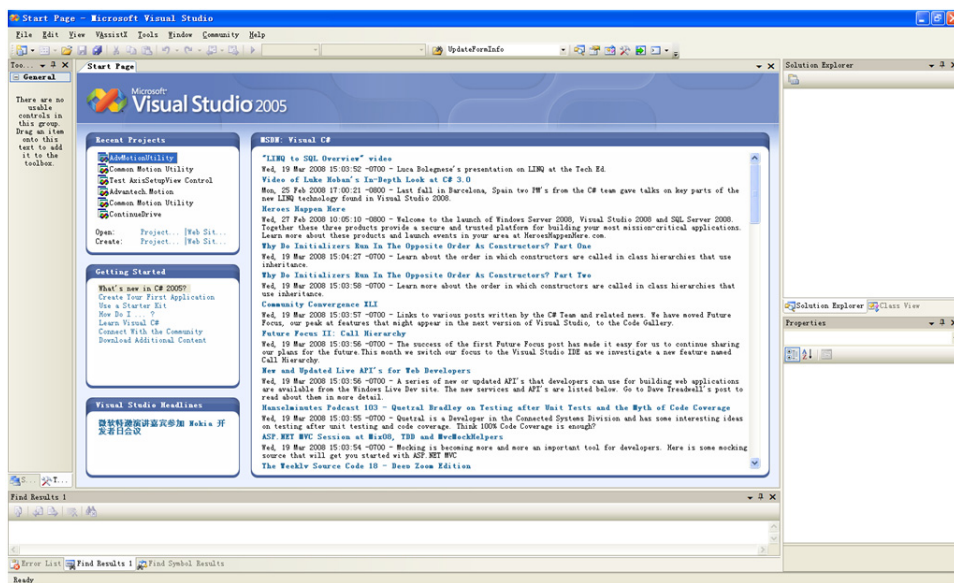 Start Page - Microsoft Visual Studio
File Edit View VAssistX Tools Window Community Help
UpdateFormInfo
Too...
General
There are no
usable
controls in
this group.
Drag an item
onto this
text to add
it to the
toolbox.
S... T...
Start Page
Microsoft
Visual Studio 2005
Recent Projects
AdvMotionUtility
Common Motion Utility
Test AxisSetupView Control
Advantech.Motion
Common Motion Utility
ContinueDrive
Open: Project... |Web Sit...
Create: Project... |Web Sit...
Getting Started
What's new in C# 2005?
Create Your First Application
Use a Starter Kit
How Do I ... ?
Learn Visual C#
Connect With the Community
Download Additional Content
Visual Studio Headlines
微软特邀演讲嘉宾参加 Nokia 开
发者日会议
MSDN: Visual C#
"LINQ to SQL Overview" video
Wed, 19 Mar 2008 15:03:52 -0700 - Luca Bolognese's presentation on LINQ at the Tech Ed.
Video of Luke Hoban's In-Depth Look at C# 3.0
Mon, 25 Feb 2008 17:00:21 -0800 - Last fall in Barcelona, Spain two PM's from the C# team gave talks on key parts of the
new LINQ technology found in Visual Studio 2008.
Heroes Happen Here
Wed, 27 Feb 2008 10:05:10 -0800 - Welcome to the launch of Windows Server 2008, Visual Studio 2008 and SQL Server 2008.
Together these three products provide a secure and trusted platform for building your most mission-critical applications.
Learn more about these products and launch events in your area at HeroesHappenHere.com.
Why Do Initializers Run In The Opposite Order As Constructors? Part One
Wed, 19 Mar 2008 15:04:27 -0700 - Learn about the order in which constructors are called in class hierarchies that use
inheritance.
Why Do Initializers Run In The Opposite Order As Constructors? Part Two
Wed, 19 Mar 2008 15:03:58 -0700 - Learn more about the order in which constructors are called in class hierarchies that
use inheritance.
Community Convergence XLI
Wed, 19 Mar 2008 15:03:57 -0700 - Links to various posts written by the C# Team and related news. We have moved Future
Focus, our peak at features that might appear in the next version of Visual Studio, to the Code Gallery.
Future Focus II: Call Hierarchy
Wed, 19 Mar 2008 15:03:56 -0700 - The success of the first Future Focus post has made it easy for us to continue sharing
our plans for the future.This month we switch our focus to the Visual Studio IDE as we investigate a new feature named
Call Hierarchy.
New and Updated Live API's for Web Developers
Wed, 19 Mar 2008 15:03:56 -0700 - A series of new or updated API's that developers can use for building web applications
are available from the Windows Live Dev site. The new services and API's are listed below. Go to Dave Treadwell's post to
read about them in more detail.
Hanselminutes Podcast 103 - Quetzal Bradley on Testing after Unit Tests and the Myth of Code Coverage
Wed, 19 Mar 2008 15:03:55 -0700 - Quetzal is a Developer in the Connected Systems Division and has some interesting ideas
on testing after unit testing and code coverage. Think 100% Code Coverage is enough?
ASP.NET MVC Session at Mix08, TDD and MvcMockHelpers
Wed, 19 Mar 2008 15:03:54 -0700 - Mocking is becoming more and more an important tool for developers. Here is some mocking
source that will get you started with ASP.NET MVC
The Weekly Source Code 18 - Deep Zoom Edition
Solution Explorer
Solution Explorer Class View
Properties
Find Results 1
Error List Find Results 1 Find Symbol Results
Ready